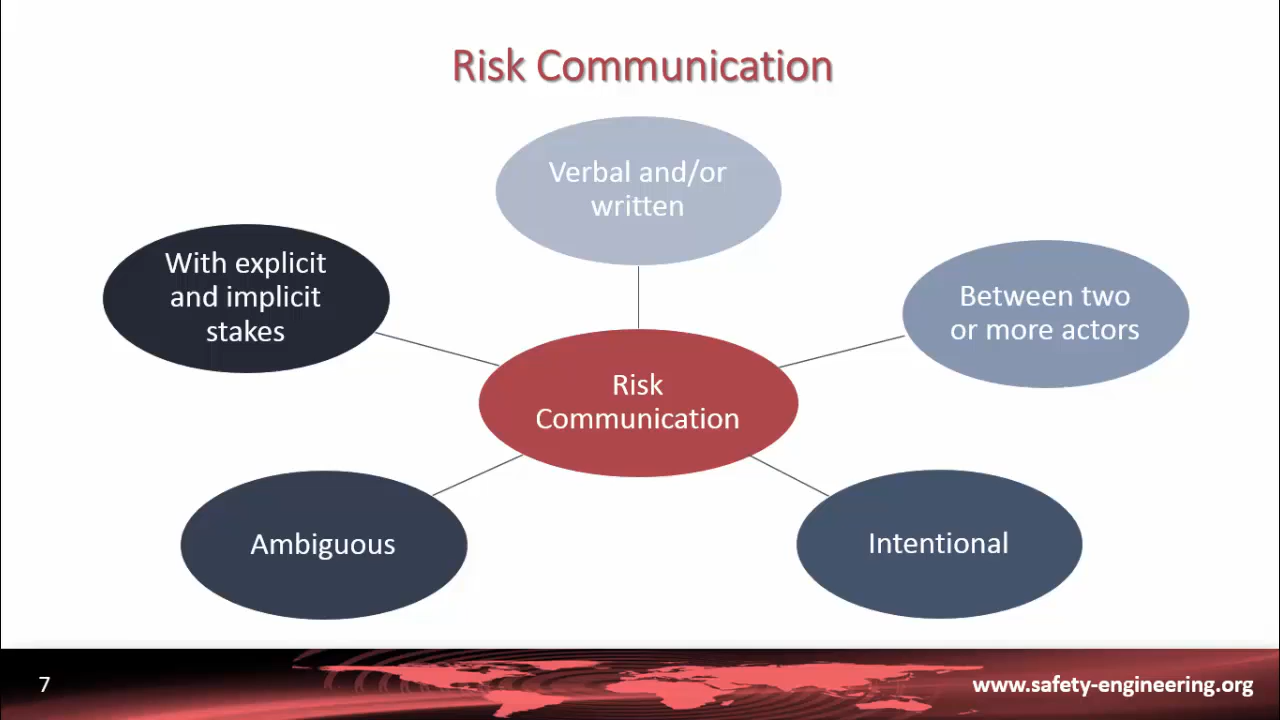 Risk Communication
Verbal and/or
written
With explicit
and implicit
stakes
Between two
or more actors
Risk
Communication
Ambiguous
Intentional
7
www.safety-engineering.org